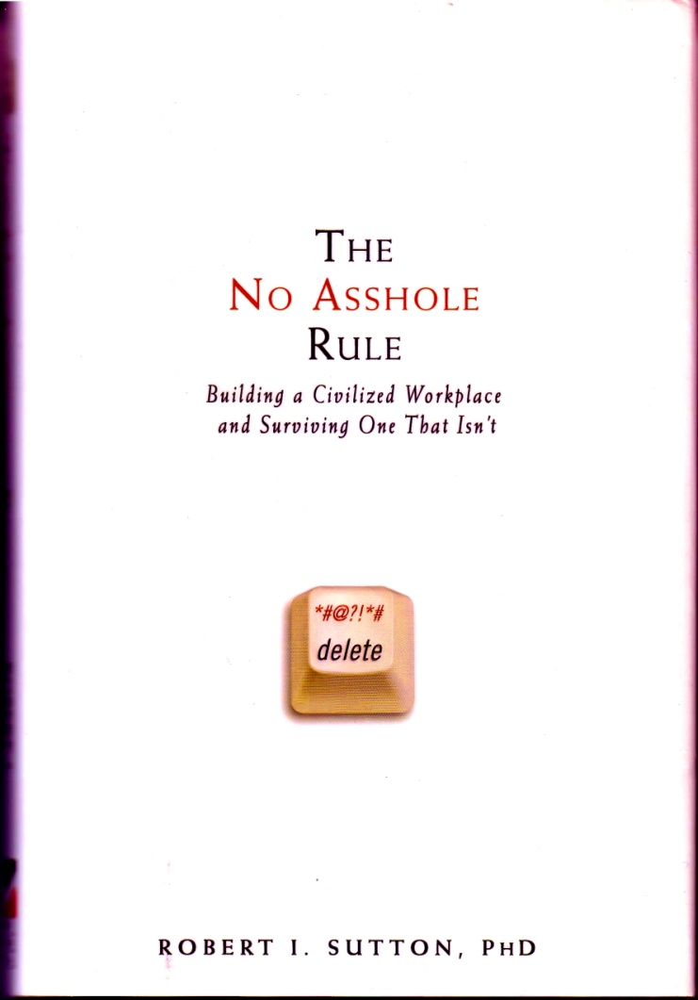 THE
NO ASSHOLE
RULE
Building a Civilized Workplace
and Surviving One That Isn't
*#@?!*#
delete
ROBERT I. SUTTON, PHD